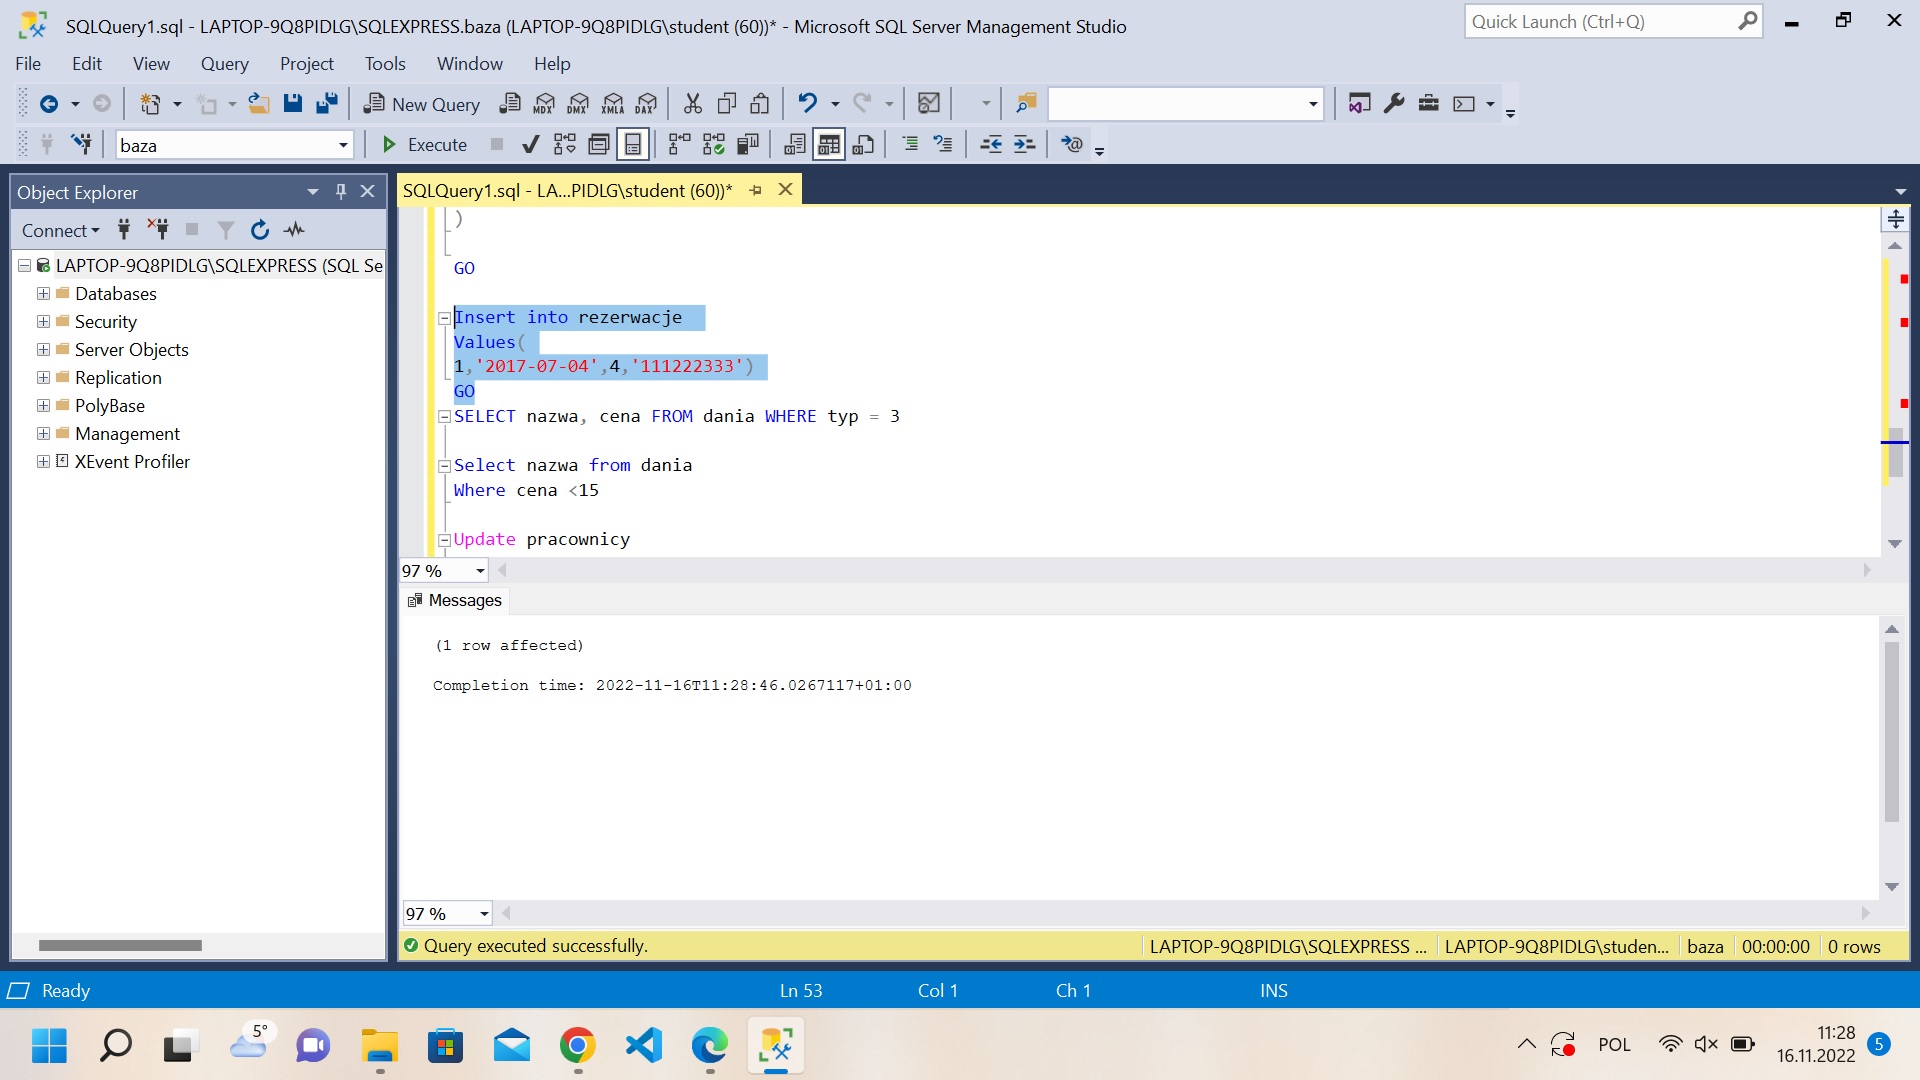 SQLQuery1.sql - LAPTOP-9Q8PIDLG\SQLEXPRESS.baza (LAPTOP-9Q8PIDLG\student (60))* - Microsoft SQL Server Management Studio
Quick Launch (Ctrl+Q)
File Edit View Query Project Tools Window Help
New Query MDX DMX XMLA DAX
baza Execute
Object Explorer
SQLQuery1.sql - LA...PIDLG\student (60))*
Connect
LAPTOP-9Q8PIDLG\SQLEXPRESS (SQL Se
Databases
Security
Server Objects
Replication
PolyBase
Management
XEvent Profiler
)
GO
Insert into rezerwacje
Values(
1,'2017-07-04',4,'111222333')
GO
SELECT nazwa, cena FROM dania WHERE typ = 3
Select nazwa from dania
Where cena <15
Update pracownicy
97 %
Messages
(1 row affected)
Completion time: 2022-11-16T11:28:46.0267117+01:00
97 %
Query executed successfully.
LAPTOP-9Q8PIDLG\SQLEXPRESS ... LAPTOP-9Q8PIDLG\studen... baza 00:00:00 0 rows
Ready Ln 53 Col 1 Ch 1 INS
5° POL 11:28
16.11.2022 5